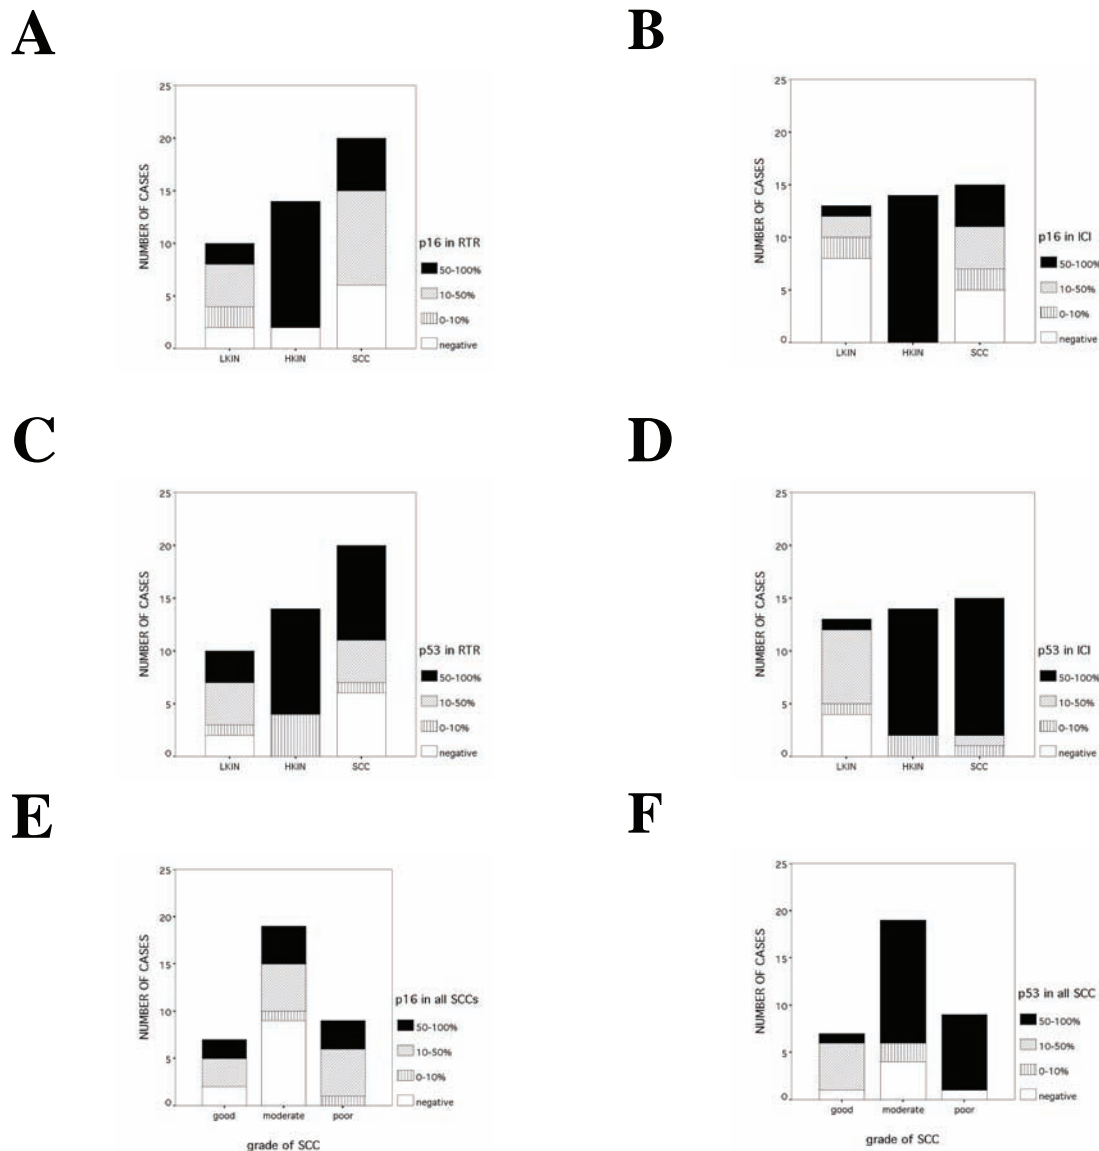 A
25
20
15
10
5
0
NUMBER OF CASES
LKIN HKIN SCC
p16 in RTR
50-100%
10-50%
0-10%
negative
B
25
20
15
10
5
0
NUMBER OF CASES
LKIN HKIN SCC
p16 in ICI
50-100%
10-50%
0-10%
negative
C
25
20
15
10
5
0
NUMBER OF CASES
LKIN HKIN SCC
p53 in RTR
50-100%
10-50%
0-10%
negative
D
25
20
15
10
5
0
NUMBER OF CASES
LKIN HKIN SCC
p53 in ICI
50-100%
10-50%
0-10%
negative
E
25
20
15
10
5
0
NUMBER OF CASES
good moderate poor
grade of SCC
p16 in all SCCs
50-100%
10-50%
0-10%
negative
F
25
20
15
10
5
0
NUMBER OF CASES
good moderate poor
grade of SCC
p53 in all SCC
50-100%
10-50%
0-10%
negative